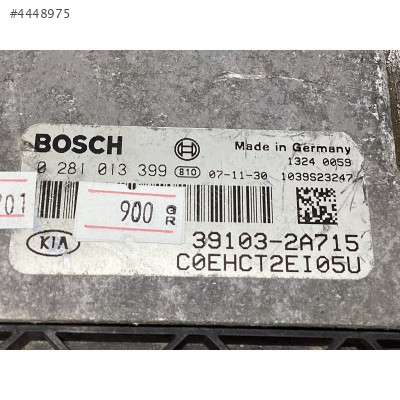 #4448975
BOSCH
Made in Germany
1324 0059
0 281 013 399 810 07-11-30 1039S23247
201
900 GR
KIA
39103-2A715
C0EHCT2EI05U